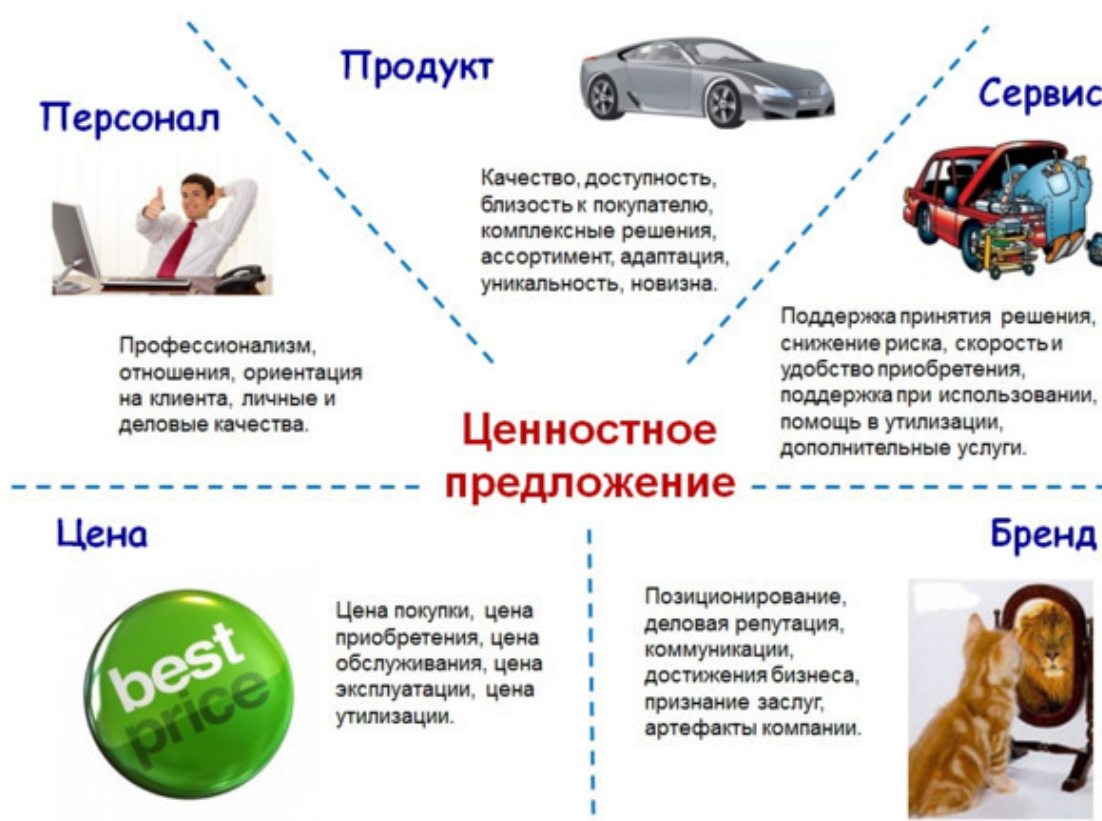 Продукт
Персонал
Сервис
Качество, доступность,
близость к покупателю,
комплексные решения,
ассортимент, адаптация,
уникальность, новизна.
Профессионализм,
отношения, ориентация
на клиента, личные и
деловые качества.
Поддержка принятия решения,
снижение риска, скорость и
удобство приобретения,
поддержка при использовании,
помощь в утилизации,
дополнительные услуги.
Ценностное
предложение
Цена
best
price
Цена покупки, цена
приобретения, цена
обслуживания, цена
эксплуатации, цена
утилизации.
Бренд
Позиционирование,
деловая репутация,
коммуникации,
достижения бизнеса,
признание заслуг,
артефакты компании.